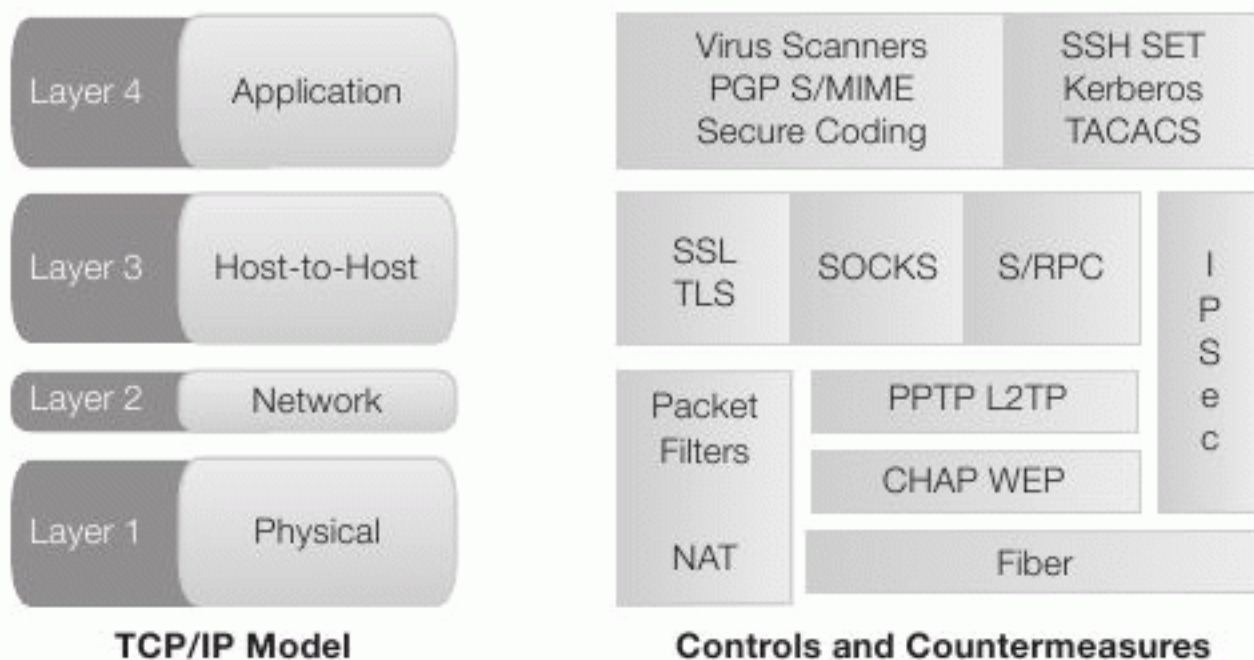 Layer 4
Application
Virus Scanners
PGP S/MIME
Secure Coding
SSH SET
Kerberos
TACACS
Layer 3
Host-to-Host
SSL
TLS
SOCKS
S/RPC
I
P
S
e
c
Layer 2
Network
Packet
Filters
NAT
PPTP L2TP
CHAP WEP
Layer 1
Physical
Fiber
TCP/IP Model
Controls and Countermeasures